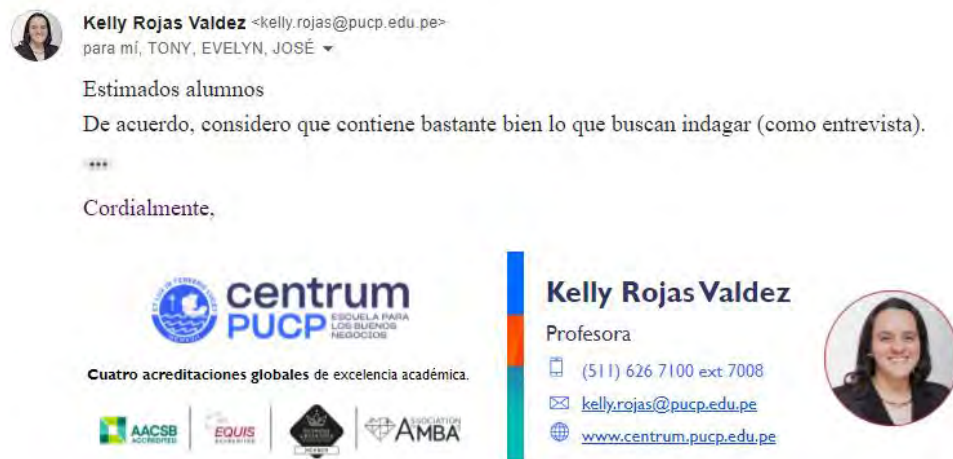 Kelly Rojas Valdez <kelly.rojas@pucp.edu.pe>
para mí, TONY, EVELYN, JOSÉ
Estimados alumnos
De acuerdo, considero que contiene bastante bien lo que buscan indagar (como entrevista).
Cordialmente,
centrum
PUCP
ESCUELA PARA
LOS BUENOS
NEGOCIOS
Cuatro acreditaciones globales de excelencia académica.
AACSB
ACCREDITED
EQUIS
ASSOCIATION
AMBA
Kelly Rojas Valdez
Profesora
(511) 626 7100 ext 7008
kelly.rojas@pucp.edu.pe
www.centrum.pucp.edu.pe